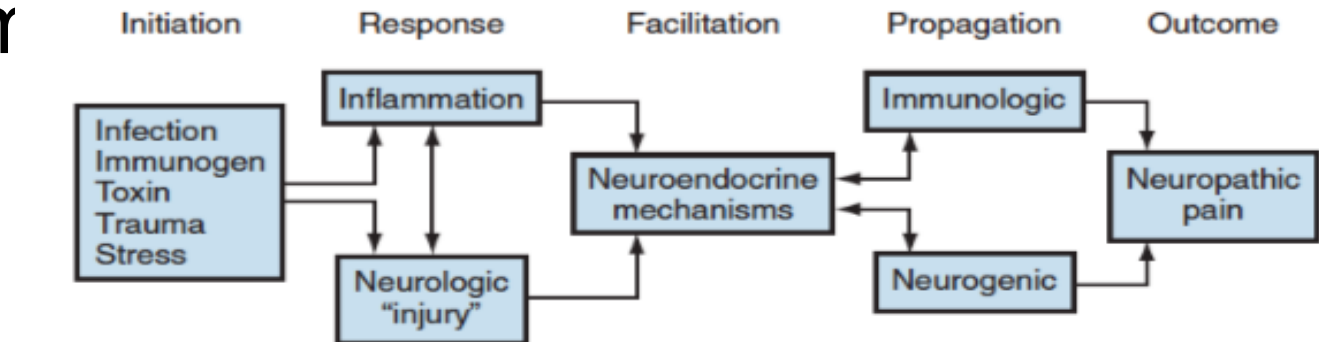 Initiation
Response
Facilitation
Propagation
Outcome
Infection
Immunogen
Toxin
Trauma
Stress
Inflammation
Neurologic
“injury”
Neuroendocrine
mechanisms
Immunologic
Neurogenic
Neuropathic
pain